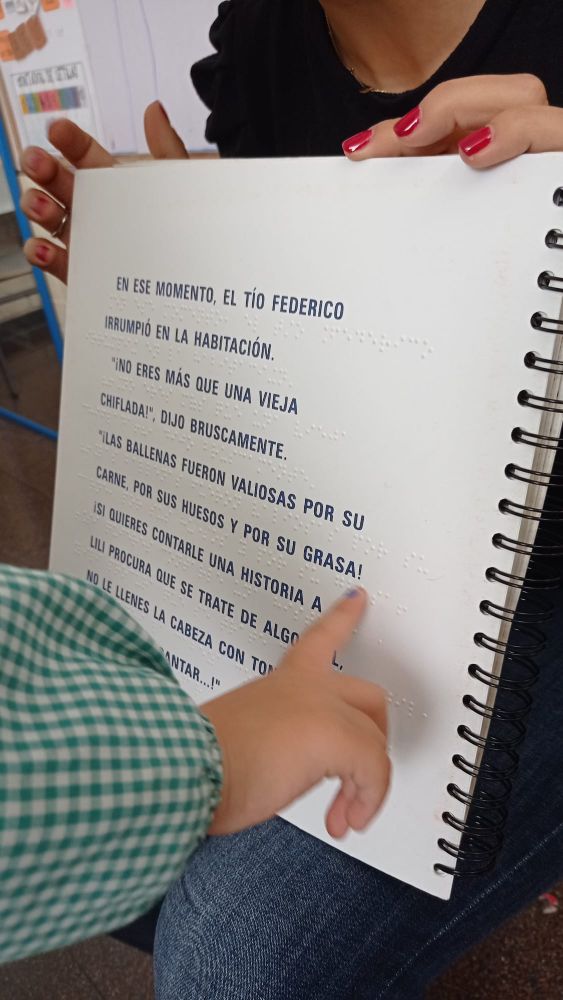 EN ESE MOMENTO, EL TÍO FEDERICO
IRRUMPIÓ EN LA HABITACIÓN.
"¡NO ERES MÁS QUE UNA VIEJA
CHIFLADA!", DIJO BRUSCAMENTE.
"¡LAS BALLENAS FUERON VALIOSAS POR SU
CARNE, POR SUS HUESOS Y POR SU GRASA!
¡SI QUIERES CONTARLE UNA HISTORIA A
LILI PROCURA QUE SE TRATE DE ALGO
NO LE LLENES LA CABEZA CON